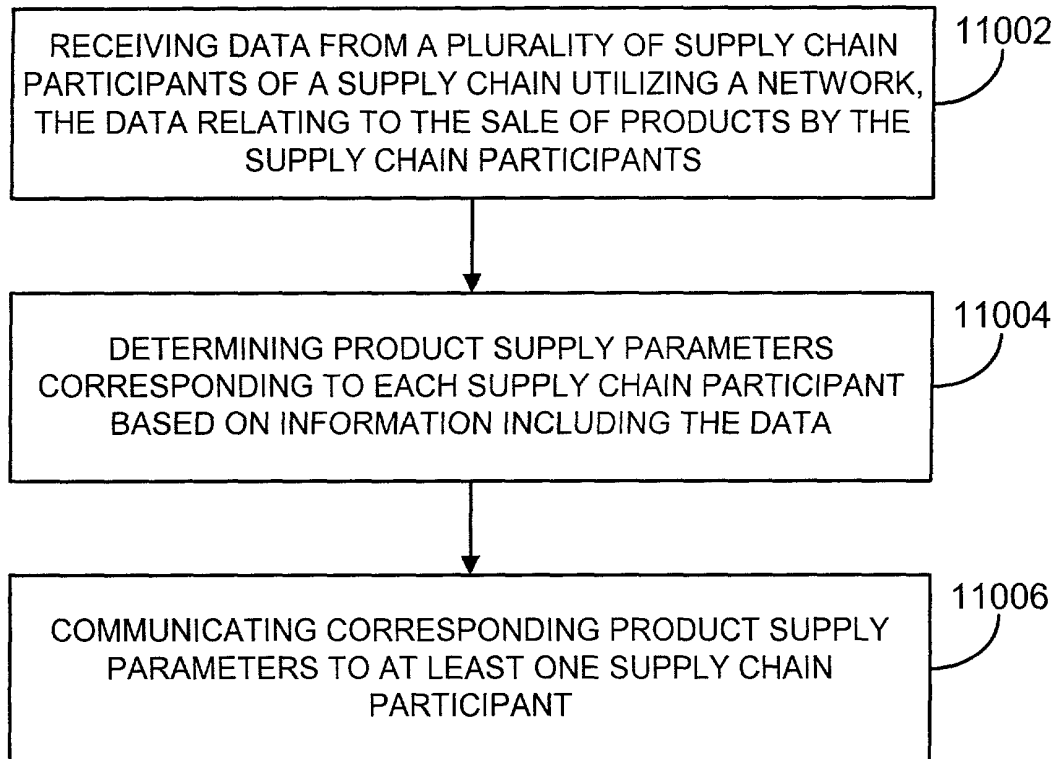 RECEIVING DATA FROM A PLURALITY OF SUPPLY CHAIN
PARTICIPANTS OF A SUPPLY CHAIN UTILIZING A NETWORK,
THE DATA RELATING TO THE SALE OF PRODUCTS BY THE
SUPPLY CHAIN PARTICIPANTS
11002
DETERMINING PRODUCT SUPPLY PARAMETERS
CORRESPONDING TO EACH SUPPLY CHAIN PARTICIPANT
BASED ON INFORMATION INCLUDING THE DATA
11004
COMMUNICATING CORRESPONDING PRODUCT SUPPLY
PARAMETERS TO AT LEAST ONE SUPPLY CHAIN
PARTICIPANT
11006